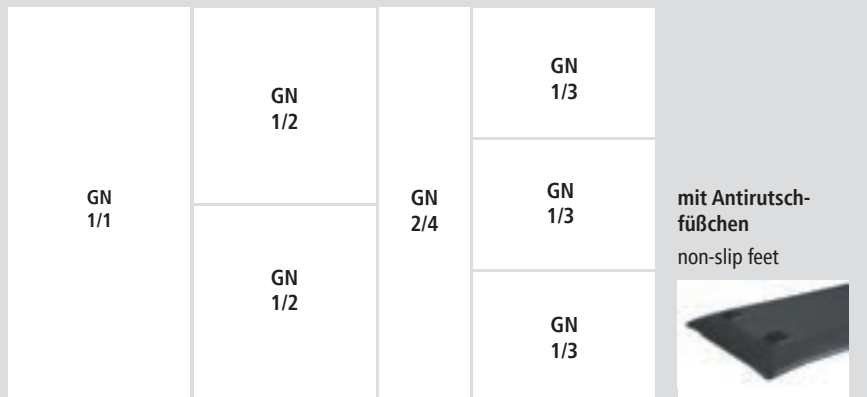 GN
1/1
GN
1/2
GN
1/2
GN
2/4
GN
1/3
GN
1/3
GN
1/3
mit Antirutsch-
füßchen
non-slip feet